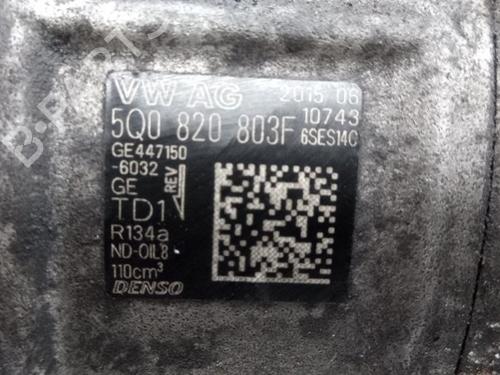 VW AG 2015 06
5Q0 820 803F 10743
6SES14C
GE447150
-6032
GE
REV
TD1
R134a
ND-OIL8
110cm³
DENSO